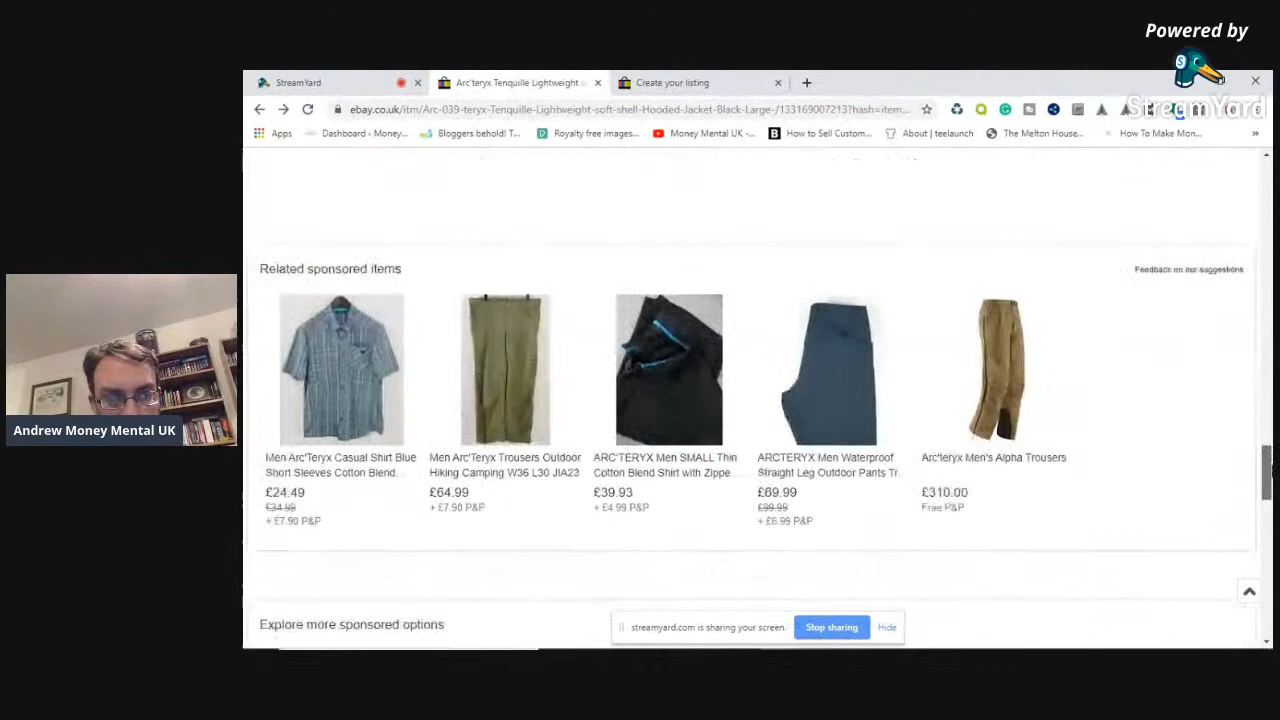 Powered by
StreamYard
StreamYard
Arc'teryx Tenquille Lightweight s
Create your listing
ebay.co.uk/itm/Arc-039-teryx-Tenquille-Lightweight-soft-shell-Hooded-Jacket-Black-Large-/133169007213?hash=item...
Apps
Dashboard ‹ Money...
Bloggers behold! T...
Royalty free images...
Money Mental UK -...
How to Sell Custom...
About | teelaunch
The Melton House...
How To Make Mon...
Related sponsored items
Feedback on our suggestions
Men Arc'Teryx Casual Shirt Blue
Short Sleeves Cotton Blend...
£24.49
£34.99
+ £7.90 P&P
Men Arc'Teryx Trousers Outdoor
Hiking Camping W36 L30 JIA23
£64.99
+ £7.90 P&P
ARC'TERYX Men SMALL Thin
Cotton Blend Shirt with Zippe...
£39.93
+ £4.99 P&P
ARCTERYX Men Waterproof
Straight Leg Outdoor Pants Tr...
£69.99
£99.99
+ £6.99 P&P
Arc'teryx Men's Alpha Trousers
£310.00
Free P&P
Andrew Money Mental UK
Explore more sponsored options
streamyard.com is sharing your screen.
Stop sharing
Hide